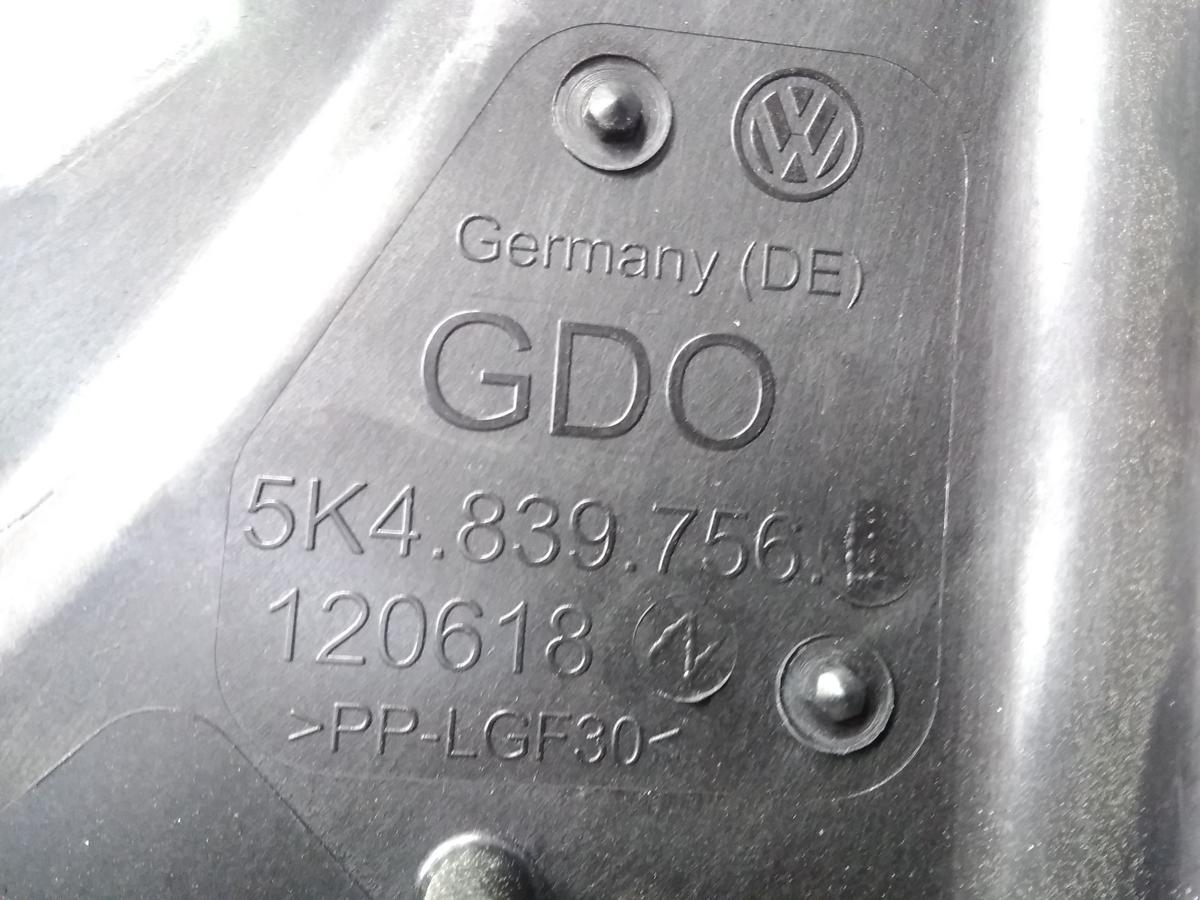 Germany (DE)
GDO
5K4.839.756.
120618
>PP-LGF30<